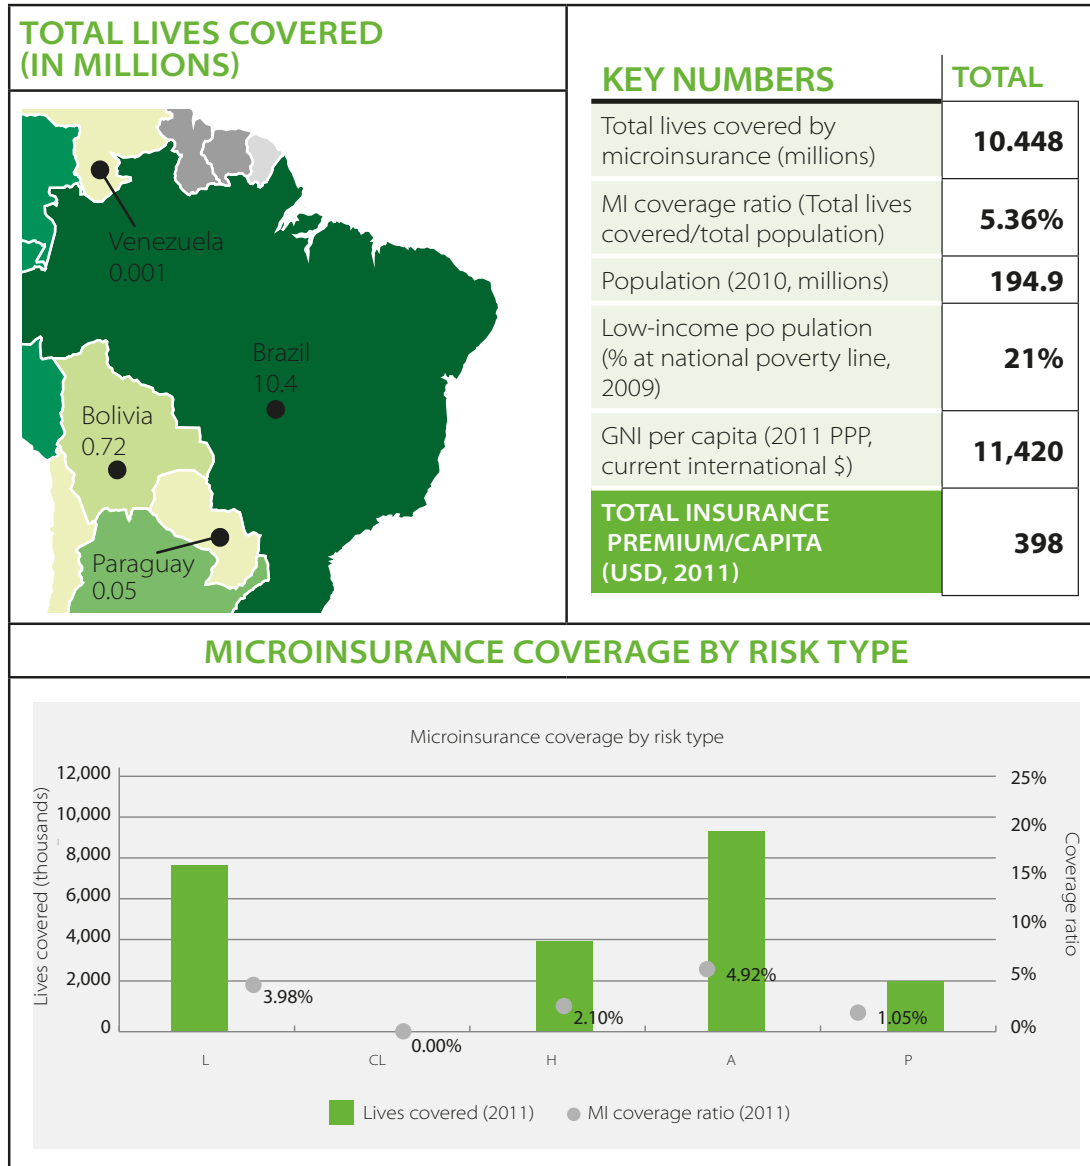 TOTAL LIVES COVERED
(IN MILLIONS)
Venezuela
0.001
Brazil
10.4
Bolivia
0.72
Paraguay
0.05
KEY NUMBERS TOTAL
Total lives covered by
microinsurance (millions)
10.448
MI coverage ratio (Total lives
covered/total population)
5.36%
Population (2010, millions)
194.9
Low-income po pulation
(% at national poverty line,
2009)
21%
GNI per capita (2011 PPP,
current international $)
11,420
TOTAL INSURANCE
PREMIUM/CAPITA
(USD, 2011)
398
MICROINSURANCE COVERAGE BY RISK TYPE
Microinsurance coverage by risk type
Lives covered (thousands)
12,000
10,000
8,000
6,000
4,000
2,000
0
3.98%
0.00%
2.10%
4.92%
1.05%
25%
20%
15%
10%
5%
0%
Coverage ratio
L CL H A P
Lives covered (2011) MI coverage ratio (2011)